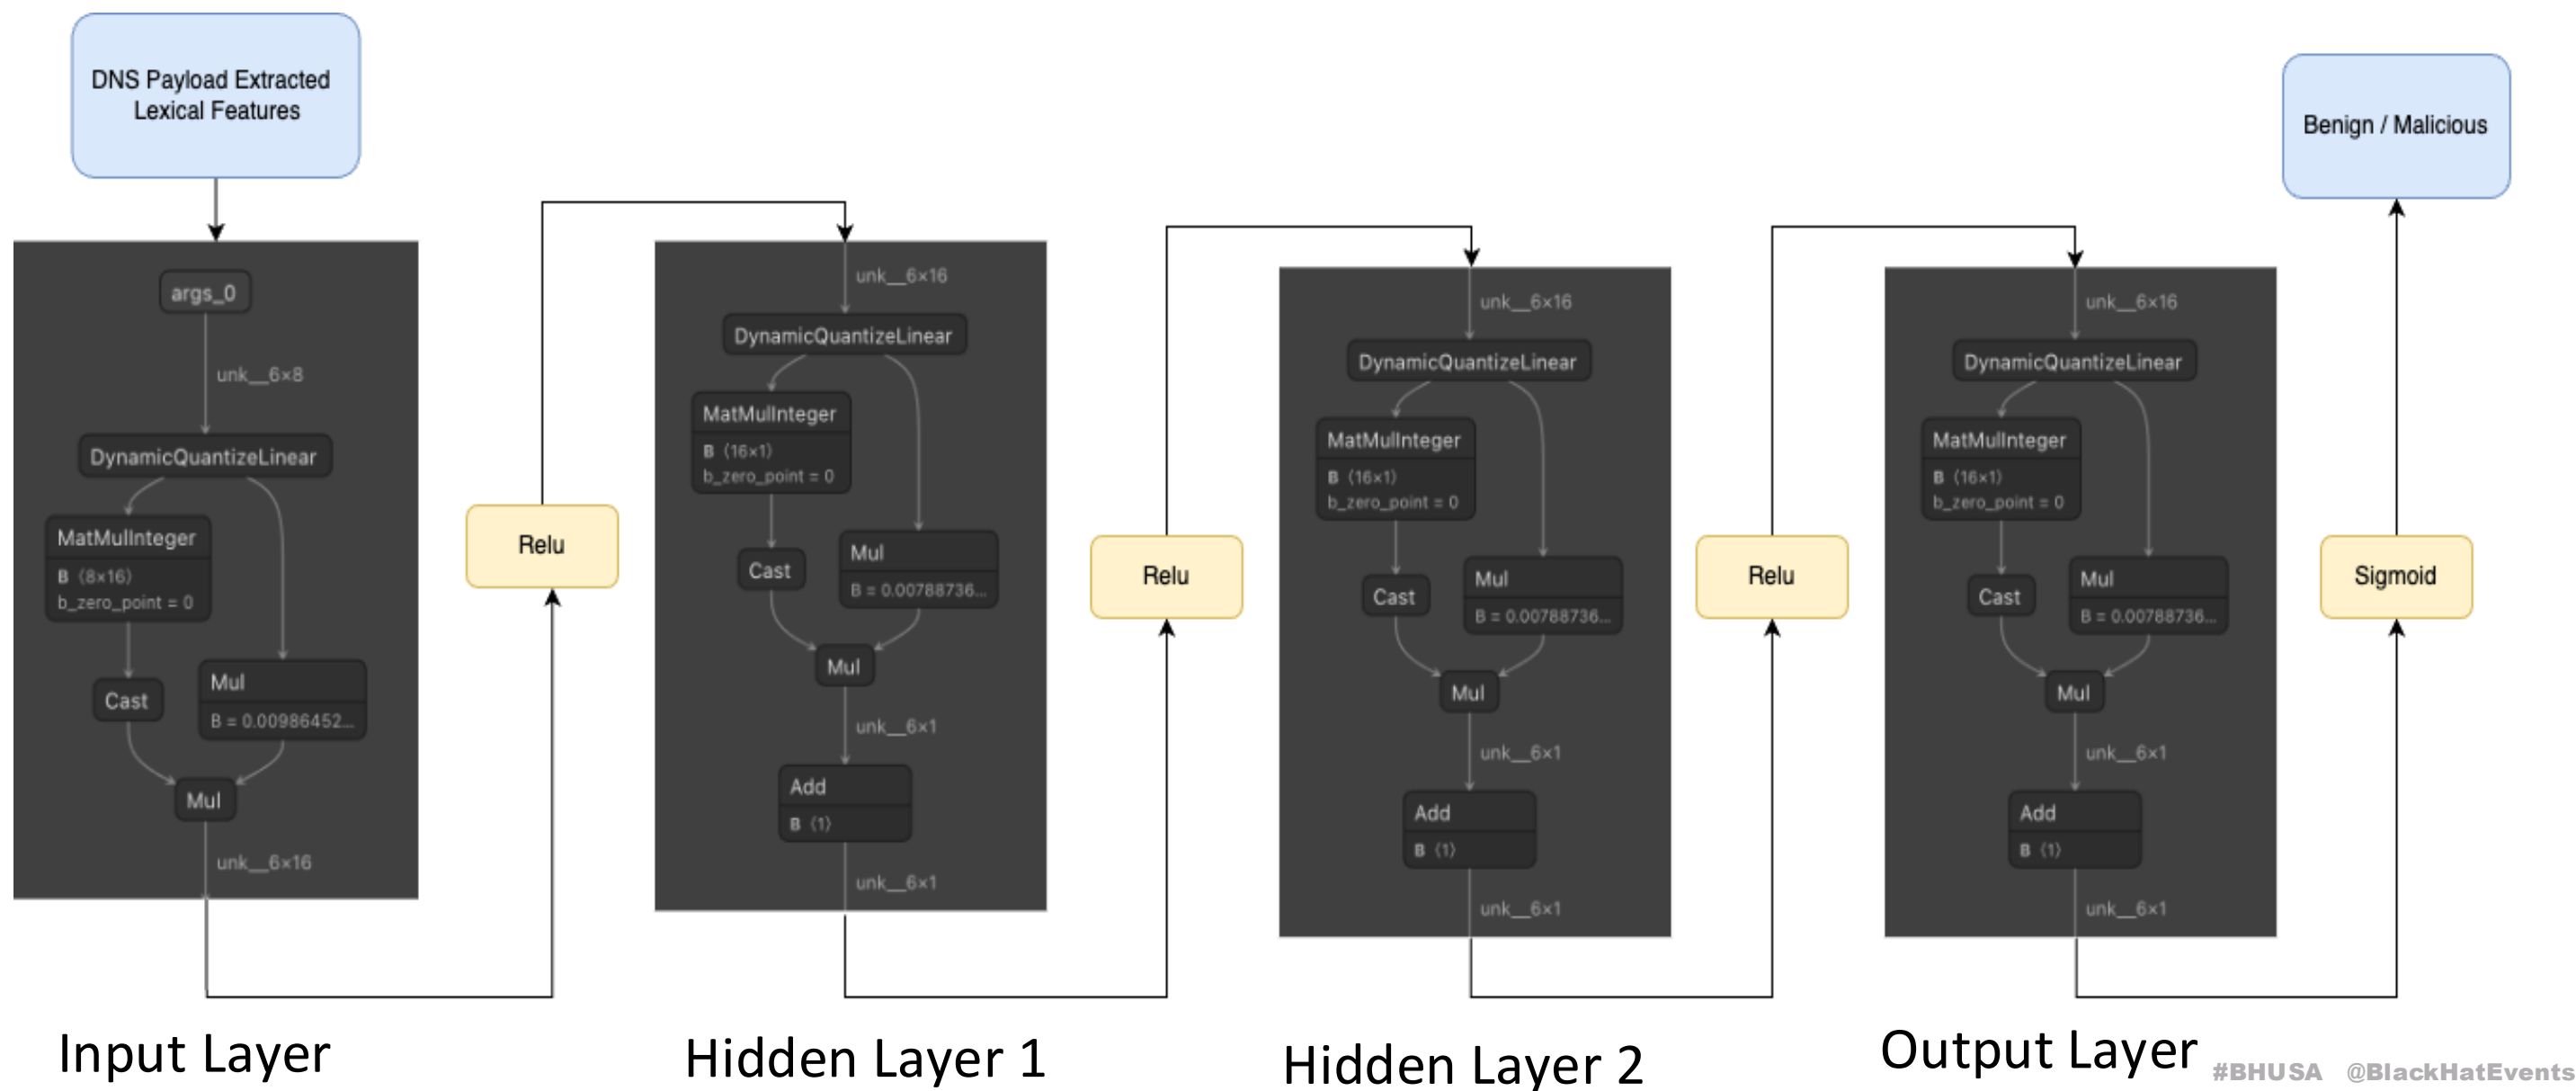 DNS Payload Extracted
Lexical Features
args_0
unk__6×8
DynamicQuantizeLinear
MatMulInteger
B ⟨8×16⟩
b_zero_point = 0
Cast
Mul
B = 0.00986452...
Mul
unk__6×16
Input Layer
Relu
unk__6×16
DynamicQuantizeLinear
MatMulInteger
B ⟨16×1⟩
b_zero_point = 0
Cast
Mul
B = 0.00788736...
Mul
unk__6×1
Add
B ⟨1⟩
unk__6×1
Hidden Layer 1
Relu
unk__6×16
DynamicQuantizeLinear
MatMulInteger
B ⟨16×1⟩
b_zero_point = 0
Cast
Mul
B = 0.00788736...
Mul
unk__6×1
Add
B ⟨1⟩
unk__6×1
Hidden Layer 2
Relu
unk__6×16
DynamicQuantizeLinear
MatMulInteger
B ⟨16×1⟩
b_zero_point = 0
Cast
Mul
B = 0.00788736...
Mul
unk__6×1
Add
B ⟨1⟩
unk__6×1
Output Layer
Sigmoid
Benign / Malicious
#BHUSA @BlackHatEvents